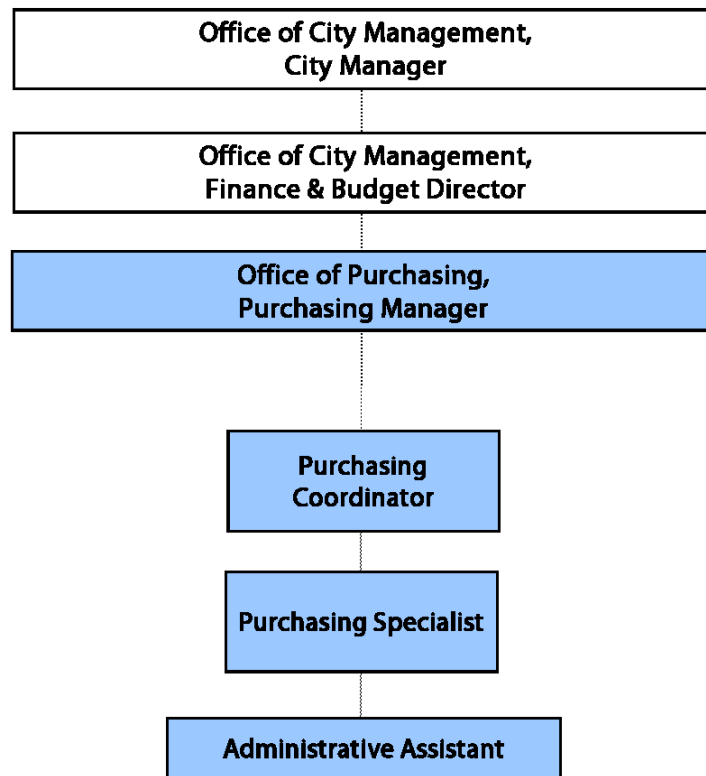 Office of City Management,
City Manager
Office of City Management,
Finance & Budget Director
Office of Purchasing,
Purchasing Manager
Purchasing
Coordinator
Purchasing Specialist
Administrative Assistant